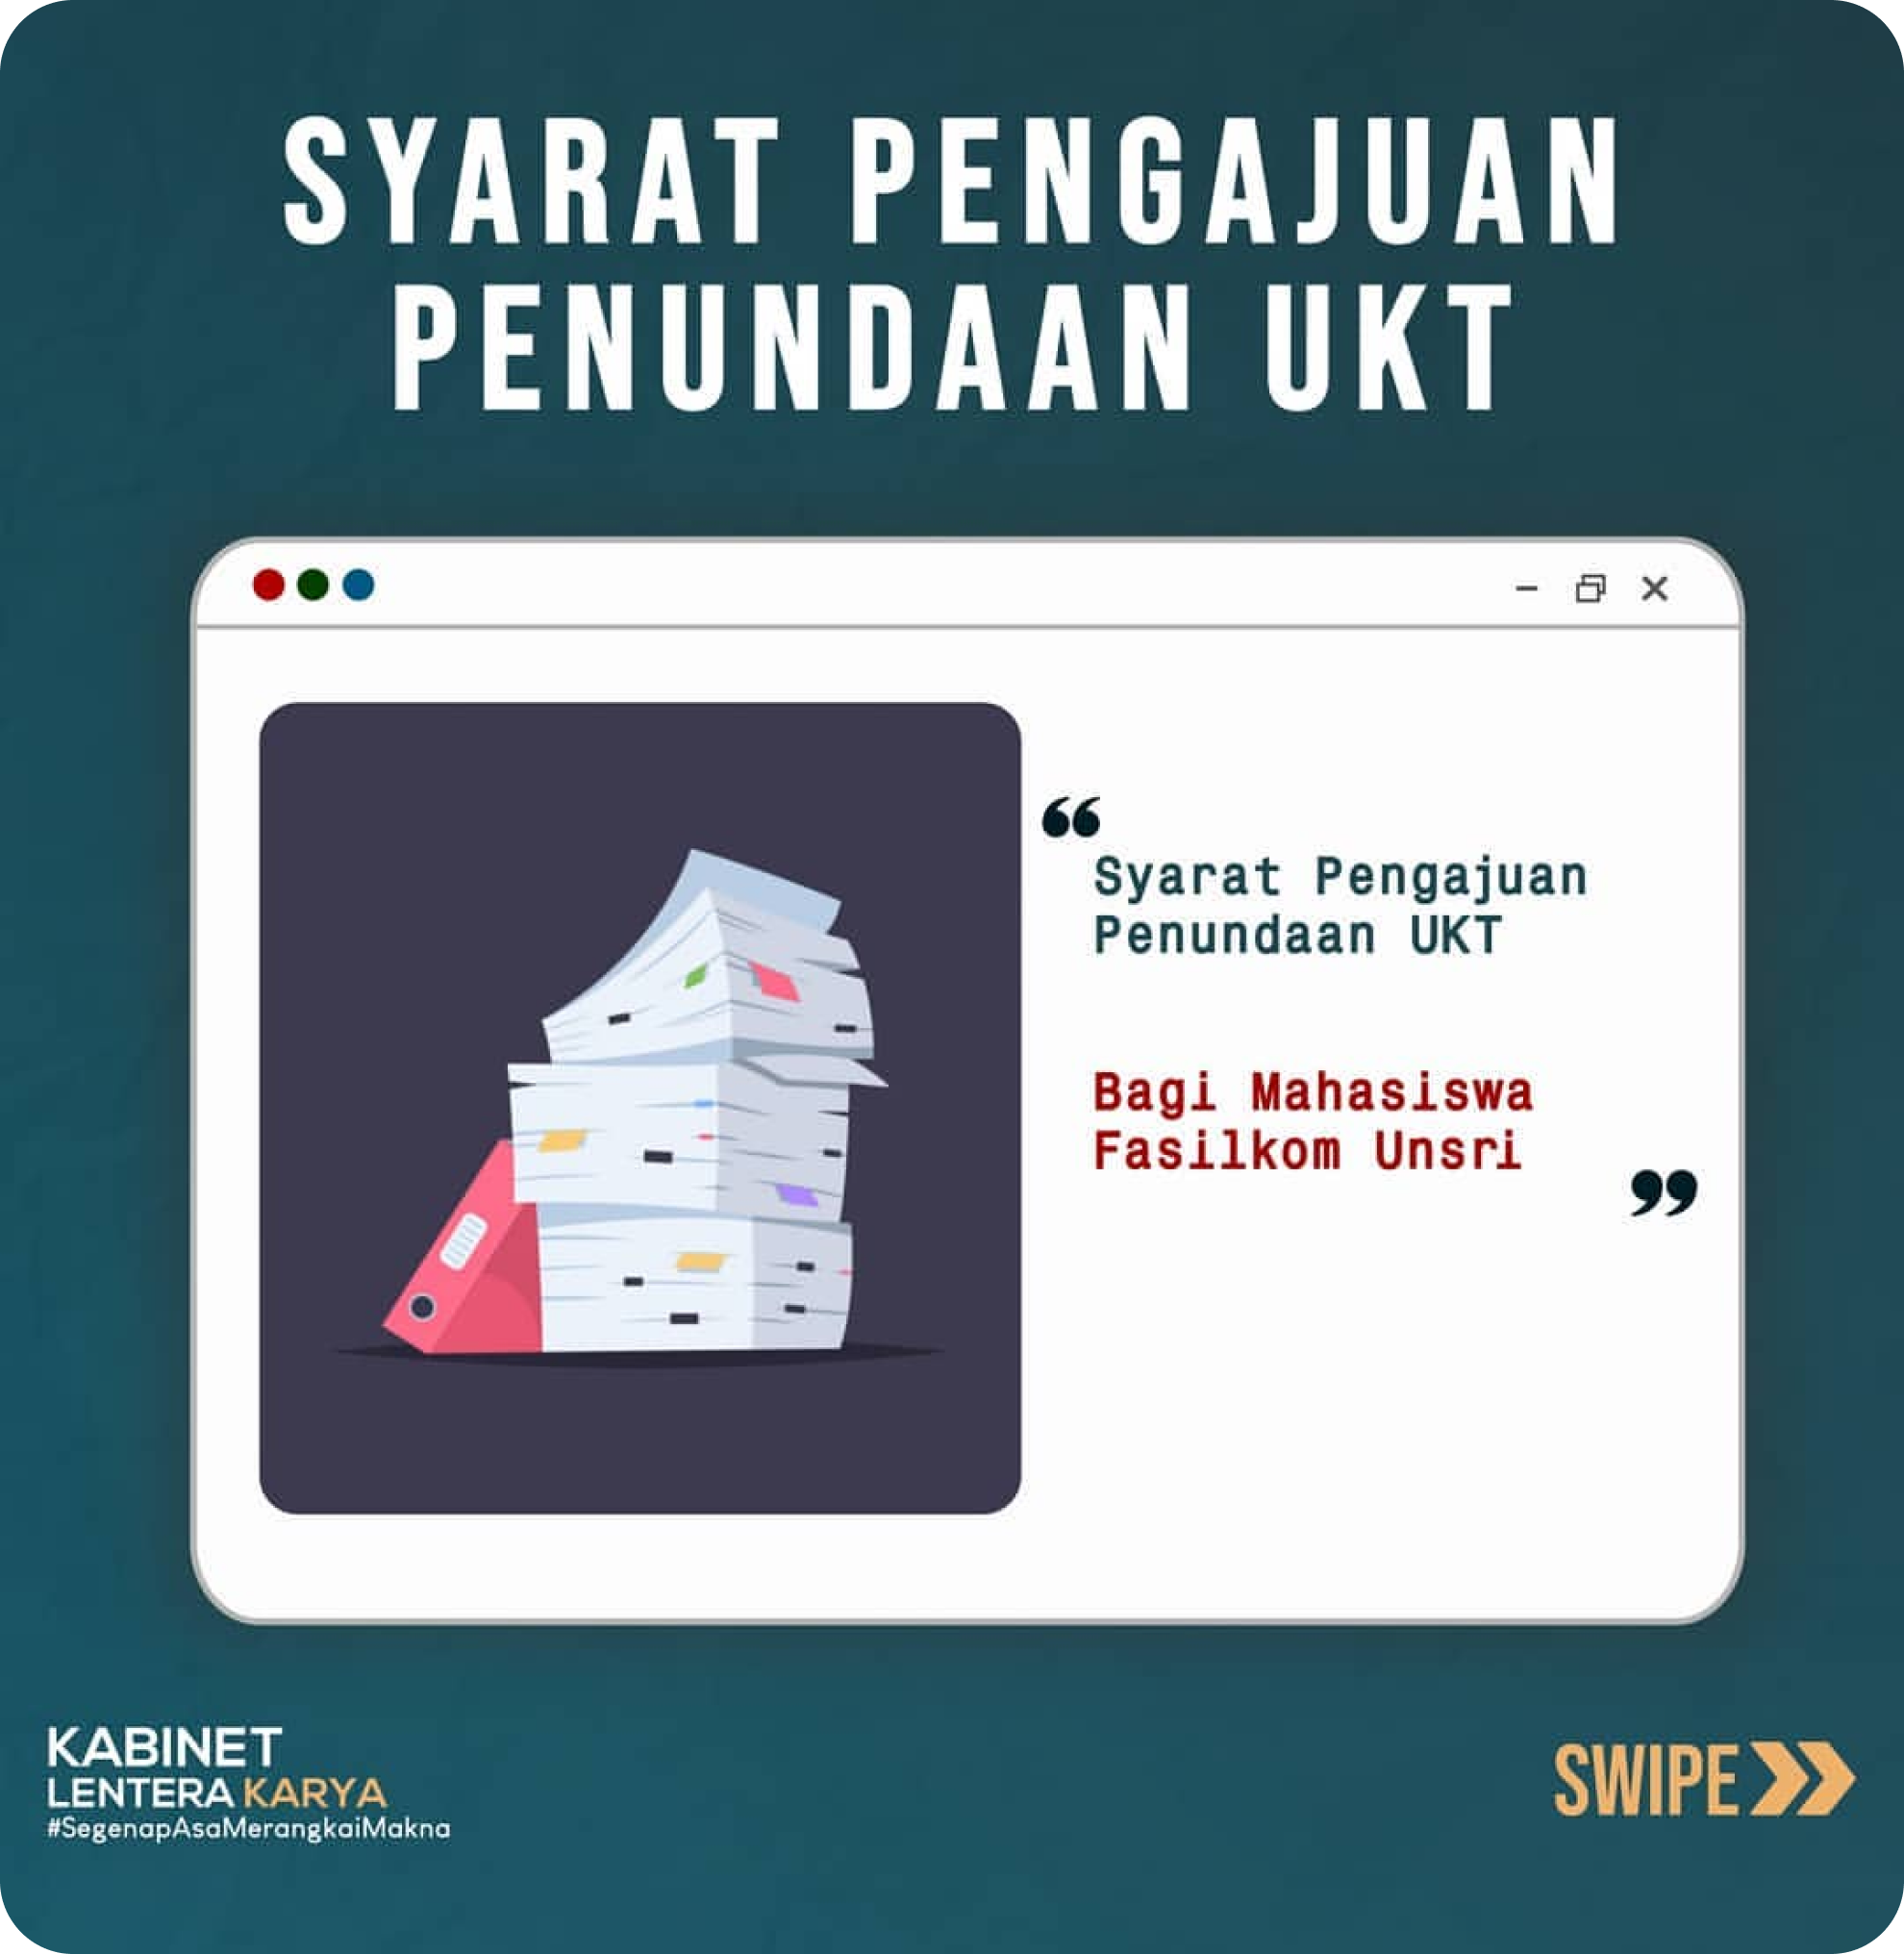 SYARAT PENGAJUAN
PENUNDAAN UKT
“
Syarat Pengajuan
Penundaan UKT
Bagi Mahasiswa
Fasilkom Unsri
”
KABINET
LENTERA KARYA
#SegenapAsaMerangkaiMakna
SWIPE